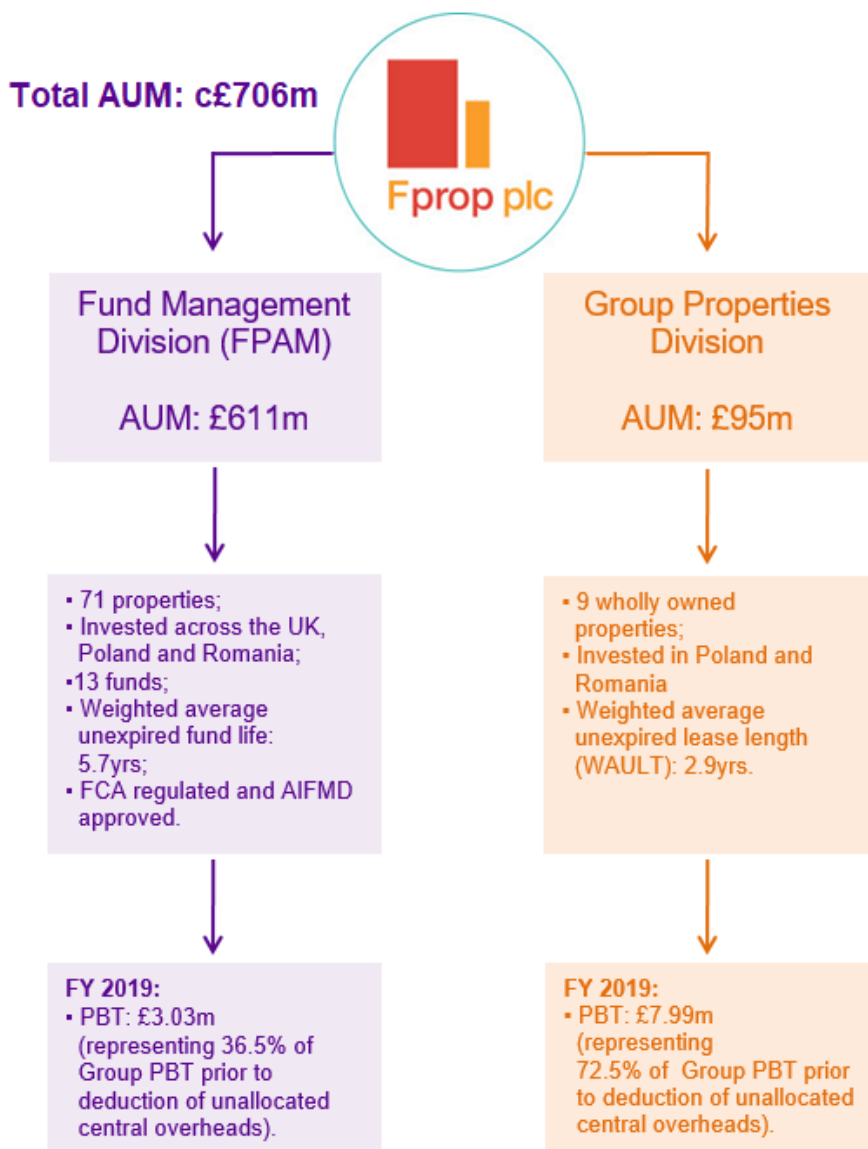 Total AUM: c£706m
Fprop plc
Fund Management
Division (FPAM)
AUM: £611m
Group Properties
Division
AUM: £95m
▪ 71 properties;
▪ Invested across the UK,
Poland and Romania;
▪13 funds;
▪ Weighted average
unexpired fund life:
5.7yrs;
▪ FCA regulated and AIFMD
approved.
▪ 9 wholly owned
properties;
▪ Invested in Poland and
Romania
▪ Weighted average
unexpired lease length
(WAULT): 2.9yrs.
FY 2019:
▪ PBT: £3.03m
(representing 36.5% of
Group PBT prior to
deduction of unallocated
central overheads).
FY 2019:
▪ PBT: £7.99m
(representing
72.5% of Group PBT prior
to deduction of unallocated
central overheads).